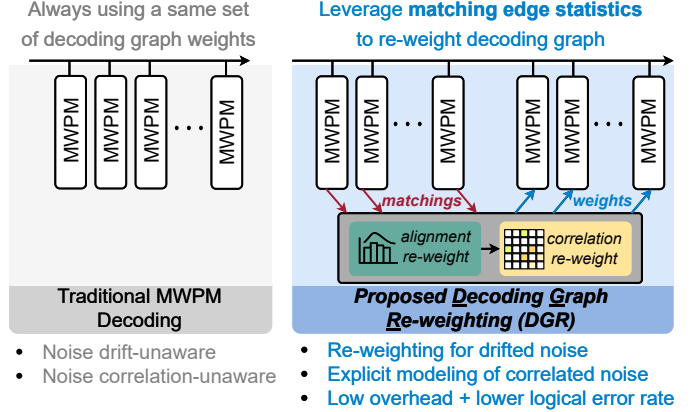 Always using a same set
of decoding graph weights
MWPM
MWPM
MWPM
...
MWPM
Traditional MWPM
Decoding
• Noise drift-unaware
• Noise correlation-unaware
Leverage matching edge statistics
to re-weight decoding graph
MWPM
MWPM
...
MWPM
MWPM
MWPM
...
MWPM
matchings
weights
alignment
re-weight
correlation
re-weight
Proposed Decoding Graph
Re-weighting (DGR)
• Re-weighting for drifted noise
• Explicit modeling of correlated noise
• Low overhead + lower logical error rate